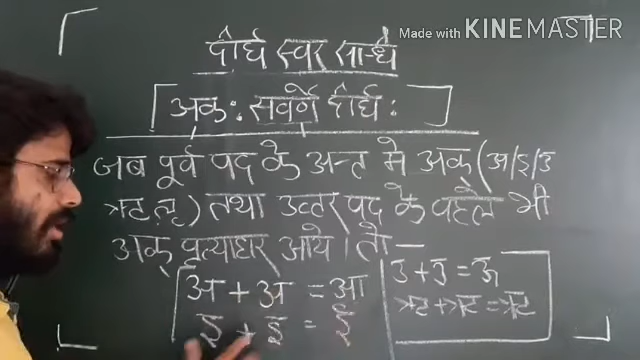 Made with KINEMASTER
दीर्घ स्वर सन्धि
[अक: सवर्णे दीर्घ:]
जब पूर्व पद के अन्त मे अक् (अ/इ/उ
ऋ,लृ) तथा उत्तर पद के पहले भी
अक् प्रत्याहार आये। तो —
अ + अ = आ
इ + इ = ई
उ + उ = ऊ
ऋ + ऋ = ॠ